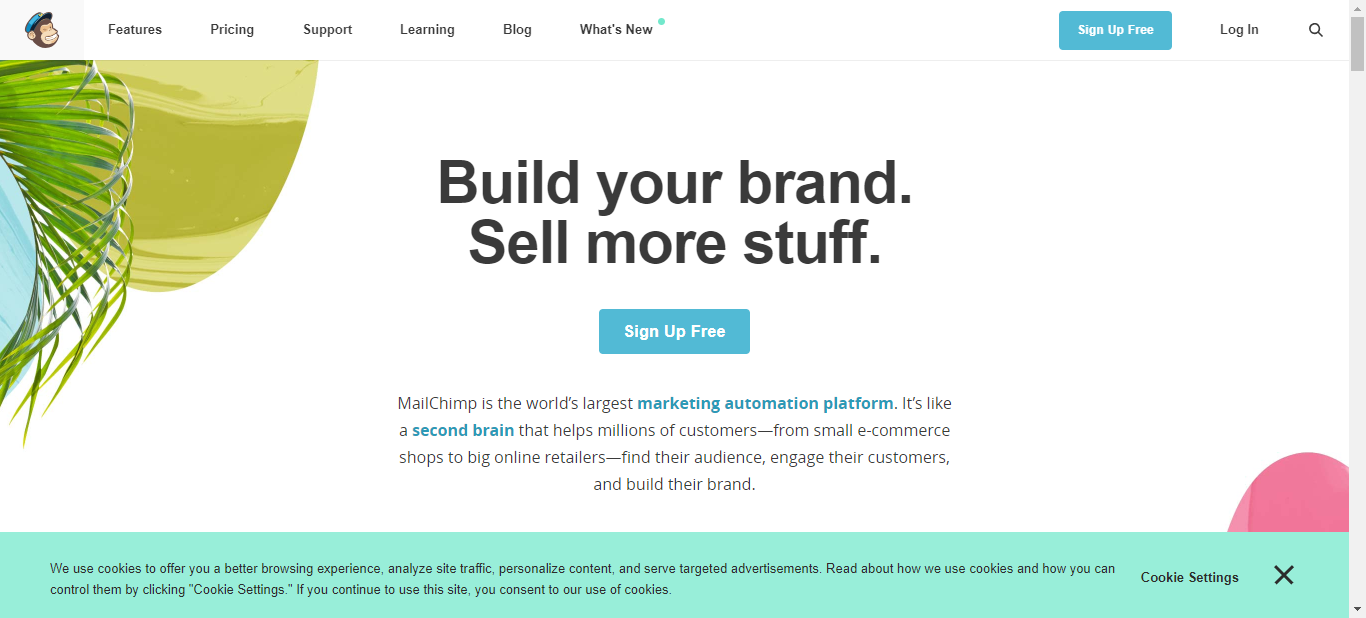 Features Pricing Support Learning Blog What's New Sign Up Free Log In
Build your brand.
Sell more stuff.
Sign Up Free
MailChimp is the world’s largest marketing automation platform. It’s like
a second brain that helps millions of customers—from small e-commerce
shops to big online retailers—find their audience, engage their customers,
and build their brand.
We use cookies to offer you a better browsing experience, analyze site traffic, personalize content, and serve targeted advertisements. Read about how we use cookies and how you can
control them by clicking "Cookie Settings." If you continue to use this site, you consent to our use of cookies.
Cookie Settings